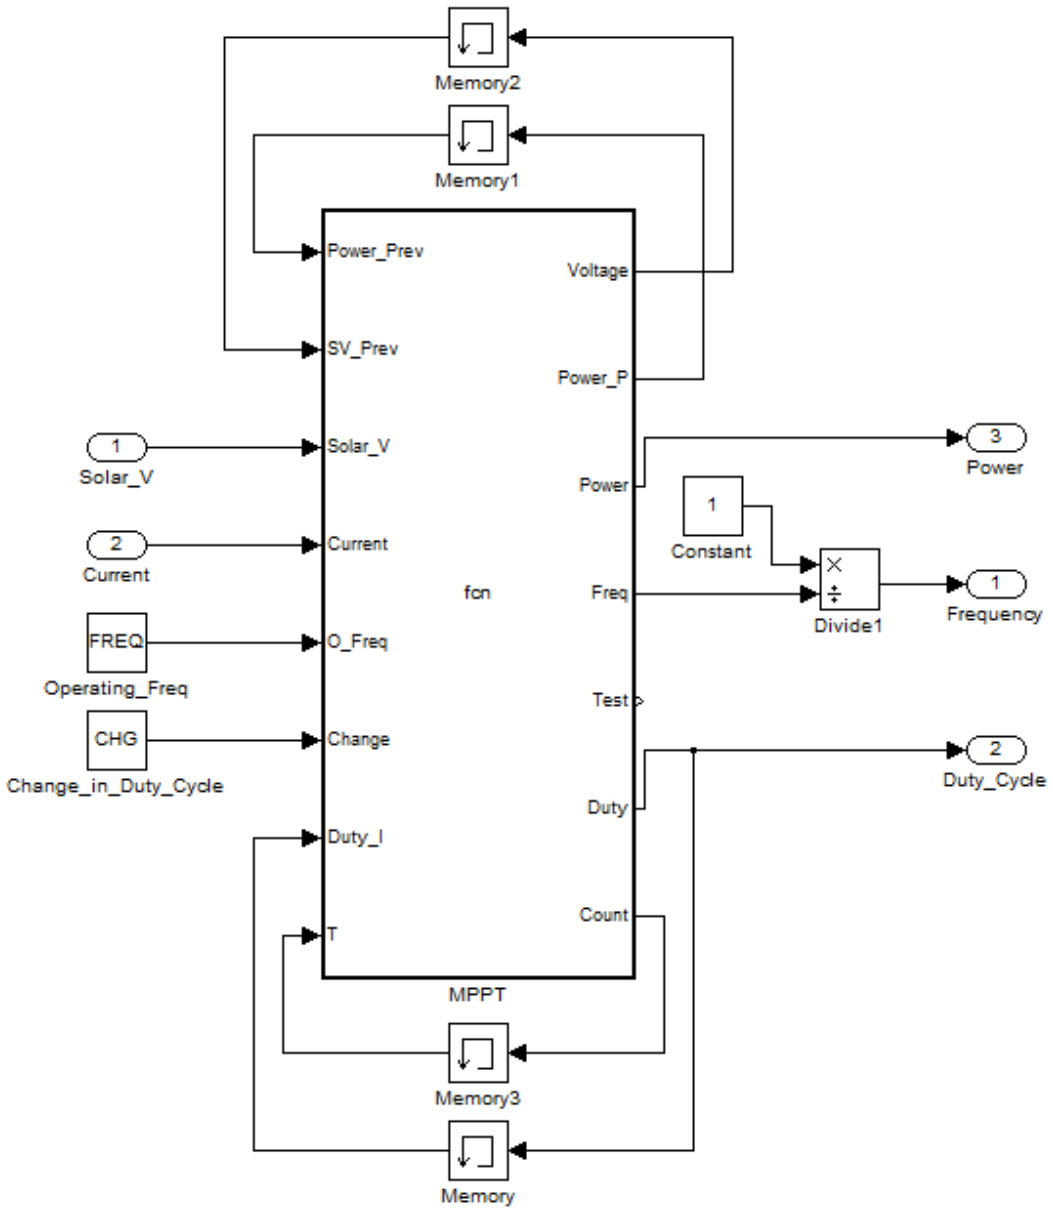 Memory2
Memory1
Power_Prev
Voltage
SV_Prev
Power_P
1
Solar_V
Solar_V
3
Power
Power
1
Constant
2
Current
Current
fcn
Freq
×
÷
Divide1
1
Frequency
FREQ
O_Freq
Operating_Freq
Test
CHG
Change
Change_in_Duty_Cycle
2
Duty_Cycle
Duty
Duty_I
Count
T
MPPT
Memory3
Memory